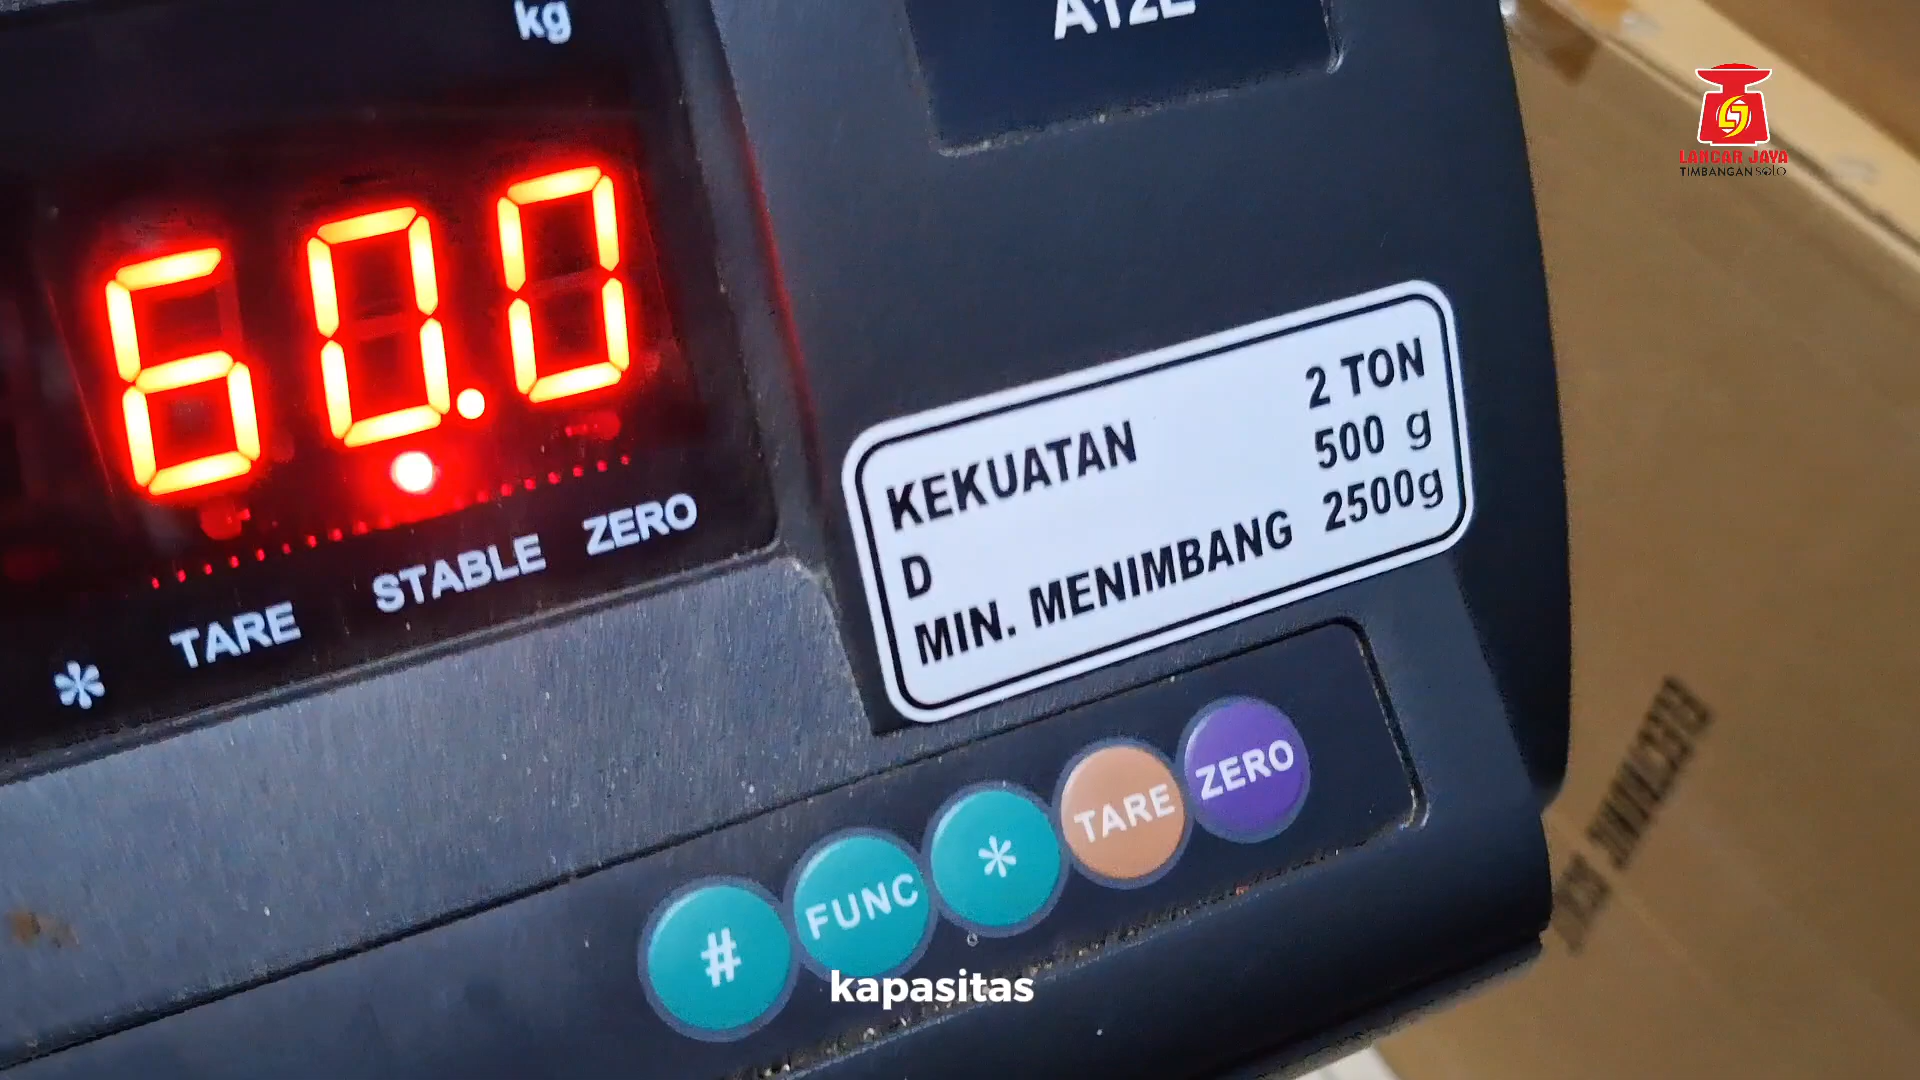 kg
A12E
LANCAR JAYA
TIMBANGAN solo
60.0
* TARE STABLE ZERO
KEKUATAN 2 TON
D 500 g
MIN. MENIMBANG 2500g
# FUNC * TARE ZERO
kapasitas